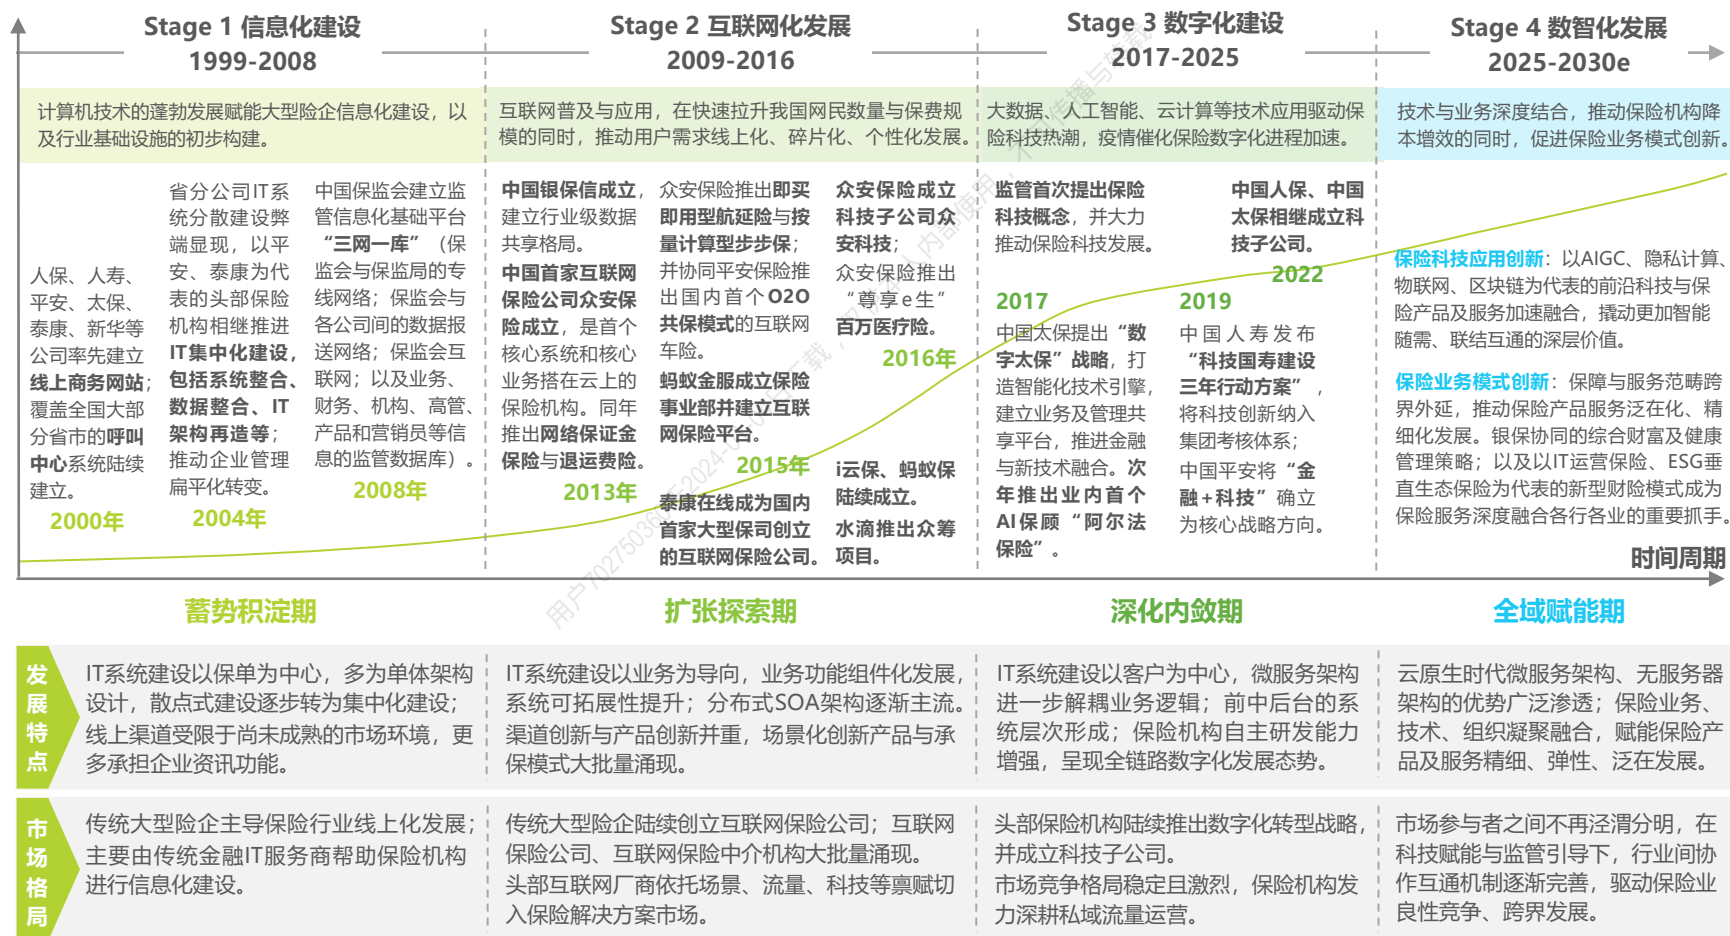 Stage 1 信息化建设
1999-2008
Stage 2 互联网化发展
2009-2016
Stage 3 数字化建设
2017-2025
Stage 4 数智化发展
2025-2030e
计算机技术的蓬勃发展赋能大型险企信息化建设，以
及行业基础设施的初步构建。
互联网普及与应用，在快速拉升我国网民数量与保费规
模的同时，推动用户需求线上化、碎片化、个性化发展。
大数据、人工智能、云计算等技术应用驱动保
险科技热潮，疫情催化保险数字化进程加速。
技术与业务深度结合，推动保险机构降
本增效的同时，促进保险业务模式创新。
人保、人寿、
平安、太保、
泰康、新华等
公司率先建立
线上商务网站；
覆盖全国大部
分省市的呼叫
中心系统陆续
建立。
2000年
省分公司IT系
统分散建设弊
端显现，以平
安、泰康为代
表的头部保险
机构相继推进
IT集中化建设，
包括系统整合、
数据整合、IT
架构再造等；
推动企业管理
扁平化转变。
2004年
中国保监会建立监
管信息化基础平台
“三网一库”（保
监会与保监局的专
线网络；保监会与
各公司间的数据报
送网络；保监会互
联网；以及业务、
财务、机构、高管、
产品和营销员等信
息的监管数据库）。
2008年
中国银保信成立，
建立行业级数据
共享格局。
中国首家互联网
保险公司众安保
险成立，是首个
核心系统和核心
业务搭在云上的
保险机构。同年
推出网络保证金
保险与退运费险。
2013年
众安保险推出即买
即用型航延险与按
量计算型步步保；
并协同平安保险推
出国内首个O2O
共保模式的互联网
车险。
蚂蚁金服成立保险
事业部并建立互联
网保险平台。
2015年
泰康在线成为国内
首家大型保司创立
的互联网保险公司。
众安保险成立
科技子公司众
安科技；
众安保险推出
“尊享e生”
百万医疗险。
2016年
i云保、蚂蚁保
陆续成立。
水滴推出众筹
项目。
监管首次提出保险
科技概念，并大力
推动保险科技发展。
2017
中国太保提出“数
字太保”战略，打
造智能化技术引擎，
建立业务及管理共
享平台，推进金融
与新技术融合。次
年推出业内首个
AI保顾“阿尔法
保险”。
2019
中国人寿发布
“科技国寿建设
三年行动方案”，
将科技创新纳入
集团考核体系；
中国平安将“金
融+科技”确立
为核心战略方向。
中国人保、中国
太保相继成立科
技子公司。
2022
保险科技应用创新：以AIGC、隐私计算、
物联网、区块链为代表的前沿科技与保
险产品及服务加速融合，撬动更加智能
随需、联结互通的深层价值。
保险业务模式创新：保障与服务范畴跨
界外延，推动保险产品服务泛在化、精
细化发展。银保协同的综合财富及健康
管理策略；以及以IT运营保险、ESG垂
直生态保险为代表的新型财险模式成为
保险服务深度融合各行各业的重要抓手。
时间周期
蓄势积淀期
扩张探索期
深化内敛期
全域赋能期
发展特点
IT系统建设以保单为中心，多为单体架构
设计，散点式建设逐步转为集中化建设；
线上渠道受限于尚未成熟的市场环境，更
多承担企业资讯功能。
IT系统建设以业务为导向，业务功能组件化发展，
系统可拓展性提升；分布式SOA架构逐渐主流。
渠道创新与产品创新并重，场景化创新产品与承
保模式大批量涌现。
IT系统建设以客户为中心，微服务架构
进一步解耦业务逻辑；前中后台的系
统层次形成；保险机构自主研发能力
增强，呈现全链路数字化发展态势。
云原生时代微服务架构、无服务器
架构的优势广泛渗透；保险业务、
技术、组织凝聚融合，赋能保险产
品及服务精细、弹性、泛在发展。
市场格局
传统大型险企主导保险行业线上化发展；
主要由传统金融IT服务商帮助保险机构
进行信息化建设。
传统大型险企陆续创立互联网保险公司；互联网
保险公司、互联网保险中介机构大批量涌现。
头部互联网厂商依托场景、流量、科技等禀赋切
入保险解决方案市场。
头部保险机构陆续推出数字化转型战略，
并成立科技子公司。
市场竞争格局稳定且激烈，保险机构发
力深耕私域流量运营。
市场参与者之间不再泾渭分明，在
科技赋能与监管引导下，行业间协
作互通机制逐渐完善，驱动保险业
良性竞争、跨界发展。